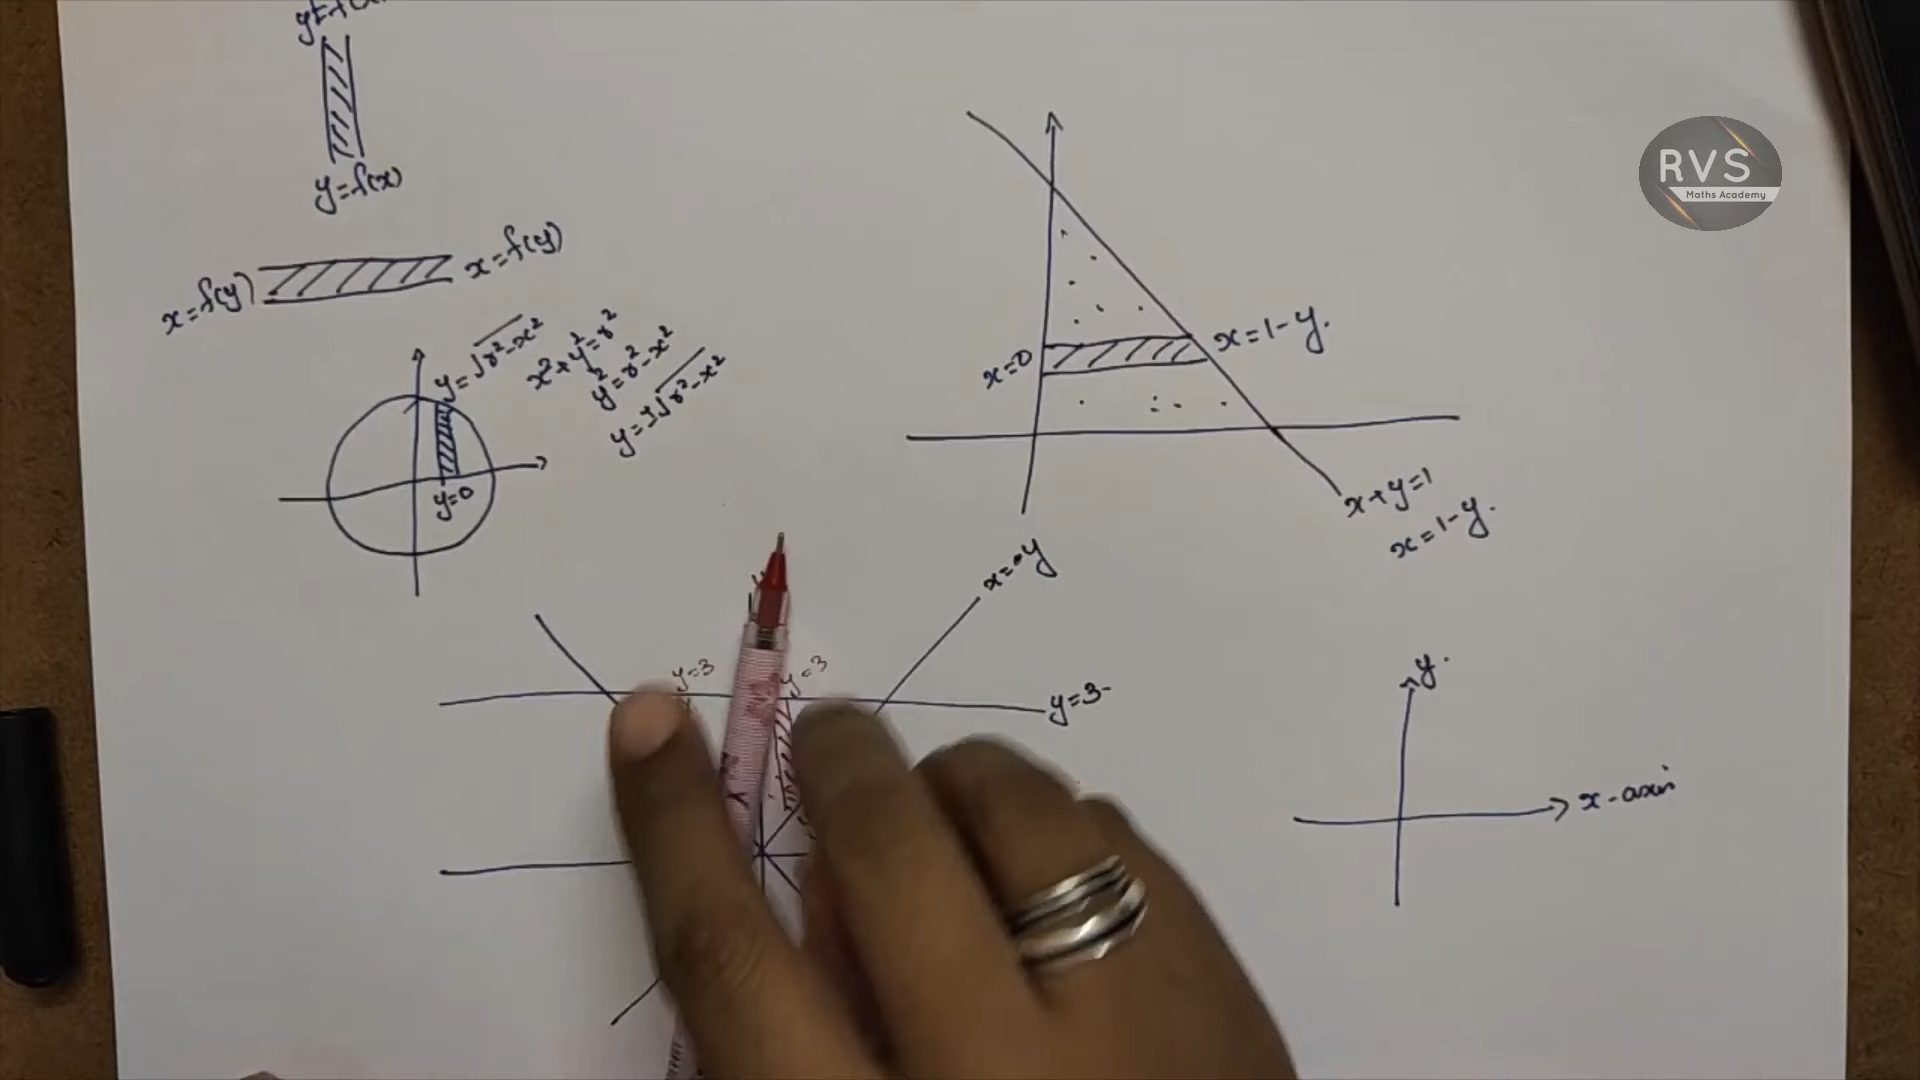 y=f(x)
x=f(y)
x=f(y)
y=√r²-x²
x²+y²=r²
y²=r²-x²
y=±√r²-x²
y=0
RVS
Maths Academy
x=0
x=1-y.
x+y=1
x=1-y.
x=y
y=3
y=3
y=3-
y.
x-axis